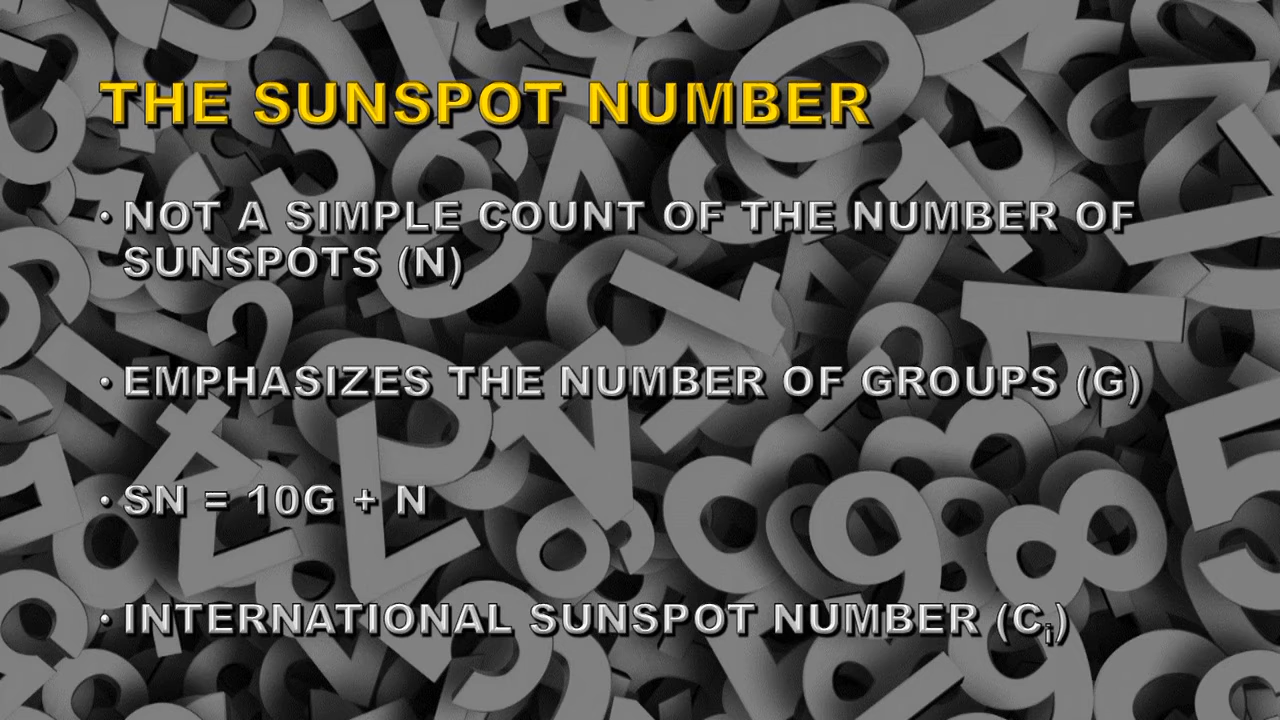 THE SUNSPOT NUMBER
• NOT A SIMPLE COUNT OF THE NUMBER OF
SUNSPOTS (N)
• EMPHASIZES THE NUMBER OF GROUPS (G)
• SN = 10G + N
• INTERNATIONAL SUNSPOT NUMBER (Cᵢ)